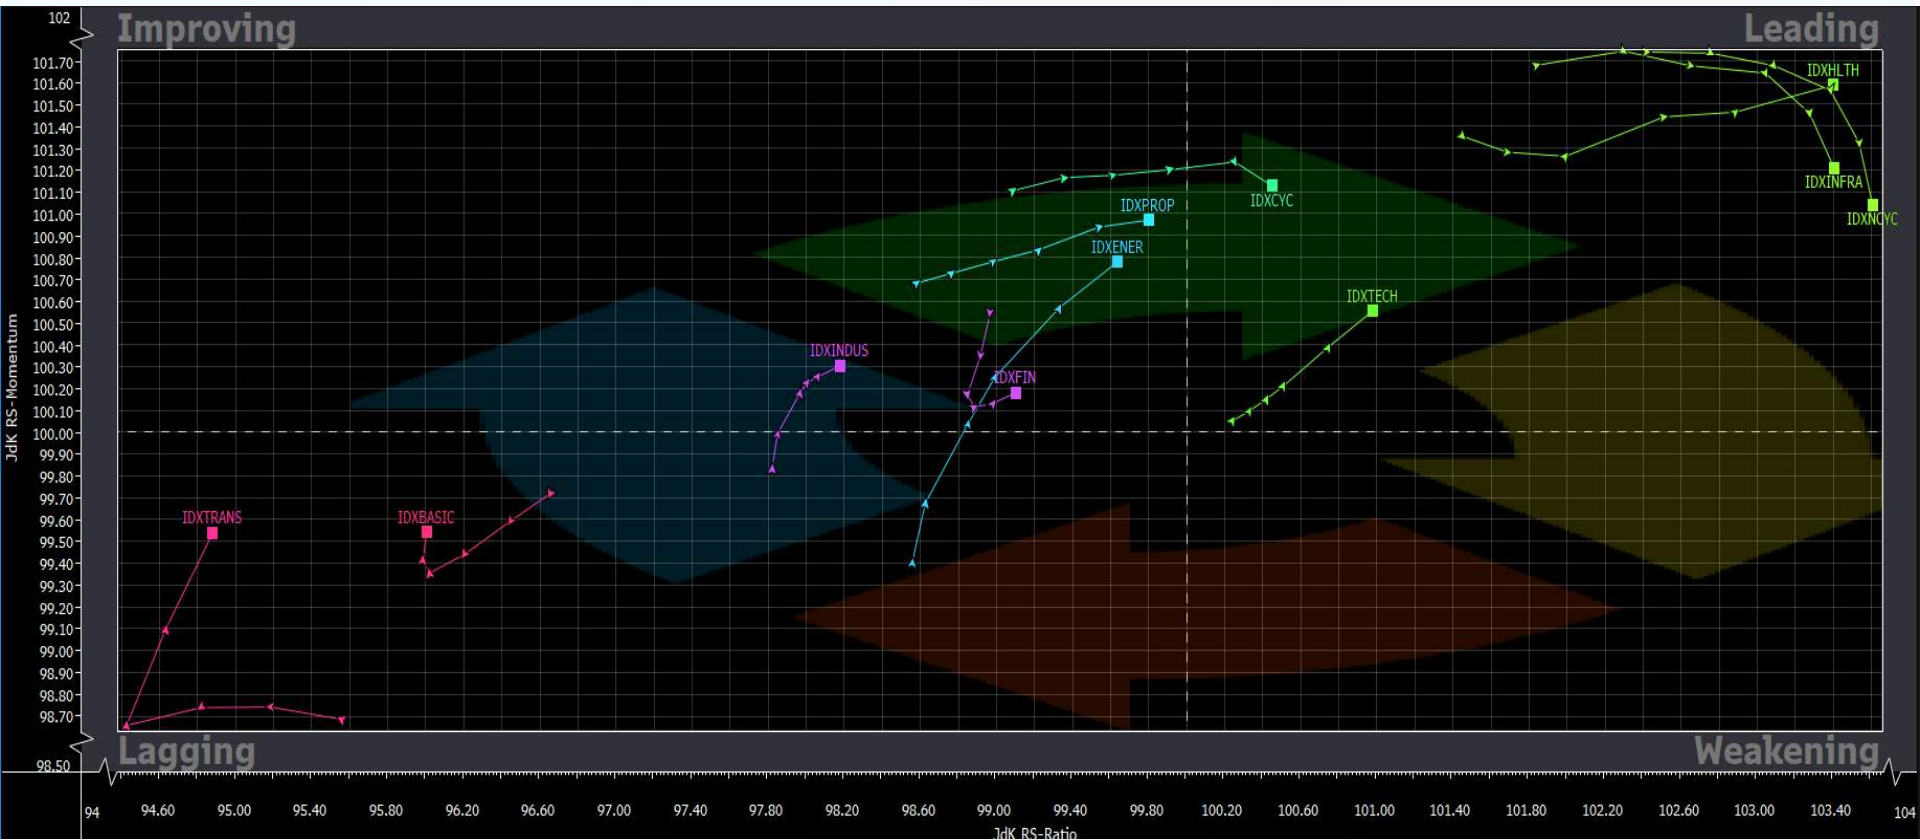 102
Improving
Leading
101.70
101.60
101.50
101.40
101.30
101.20
101.10
101.00
100.90
100.80
100.70
100.60
100.50
100.40
100.30
100.20
100.10
100.00
99.90
99.80
99.70
99.60
99.50
99.40
99.30
99.20
99.10
99.00
98.90
98.80
98.70
98.50
JdK RS-Momentum
IDXHLTH
IDXINFRA
IDXCYC
IDXPROP
IDXNCYC
IDXENER
IDXTECH
IDXINDUS
IDXFIN
IDXTRANS
IDXBASIC
Lagging
Weakening
94 94.60 95.00 95.40 95.80 96.20 96.60 97.00 97.40 97.80 98.20 98.60 99.00 99.40 99.80 100.20 100.60 101.00 101.40 101.80 102.20 102.60 103.00 103.40 104
JdK RS-Ratio